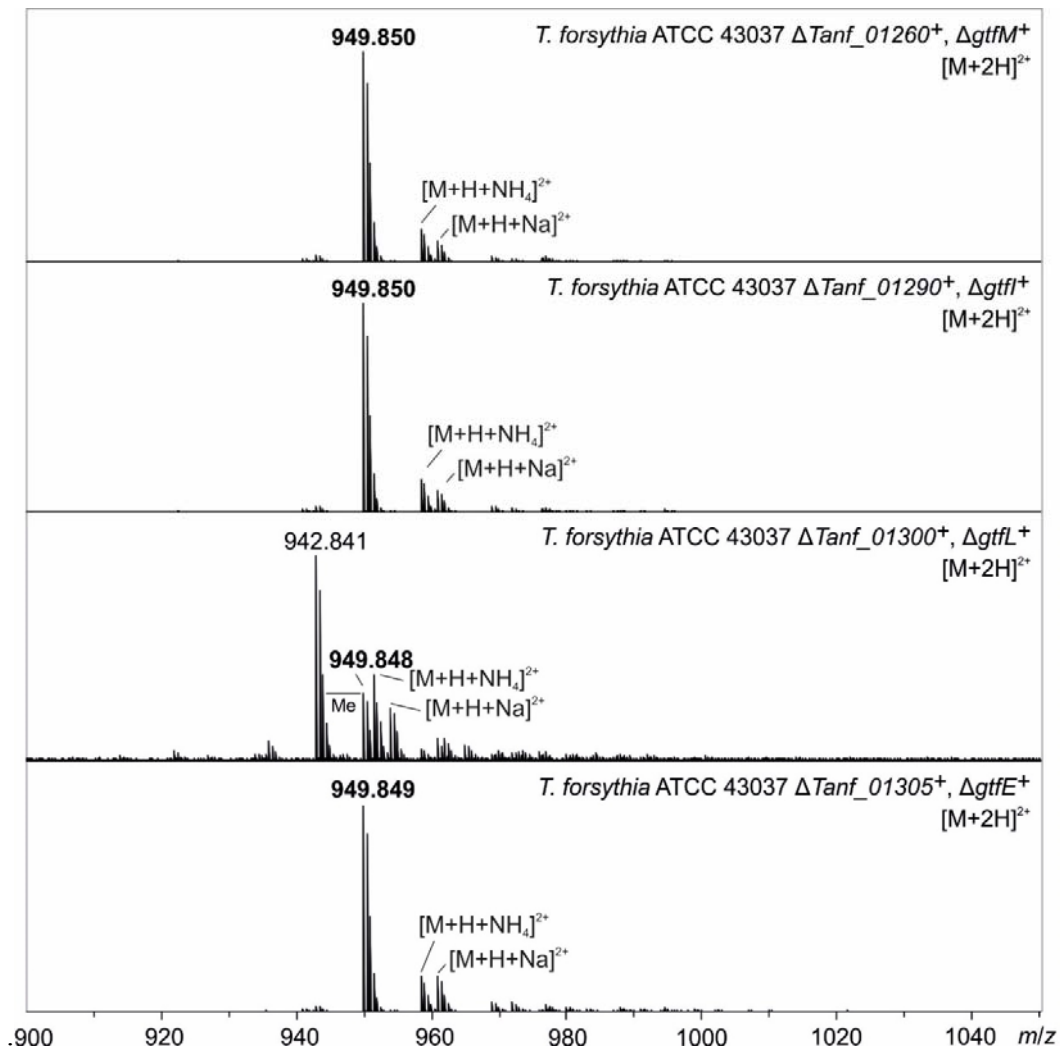 949.850
T. forsythia ATCC 43037 ΔTanf_01260⁺, ΔgtfM⁺
[M+2H]²⁺
[M+H+NH₄]²⁺
[M+H+Na]²⁺
949.850
T. forsythia ATCC 43037 ΔTanf_01290⁺, ΔgtfI⁺
[M+2H]²⁺
[M+H+NH₄]²⁺
[M+H+Na]²⁺
942.841
T. forsythia ATCC 43037 ΔTanf_01300⁺, ΔgtfL⁺
[M+2H]²⁺
949.848
[M+H+NH₄]²⁺
Me
[M+H+Na]²⁺
949.849
T. forsythia ATCC 43037 ΔTanf_01305⁺, ΔgtfE⁺
[M+2H]²⁺
[M+H+NH₄]²⁺
[M+H+Na]²⁺
.900 920 940 960 980 1000 1020 1040 m/z